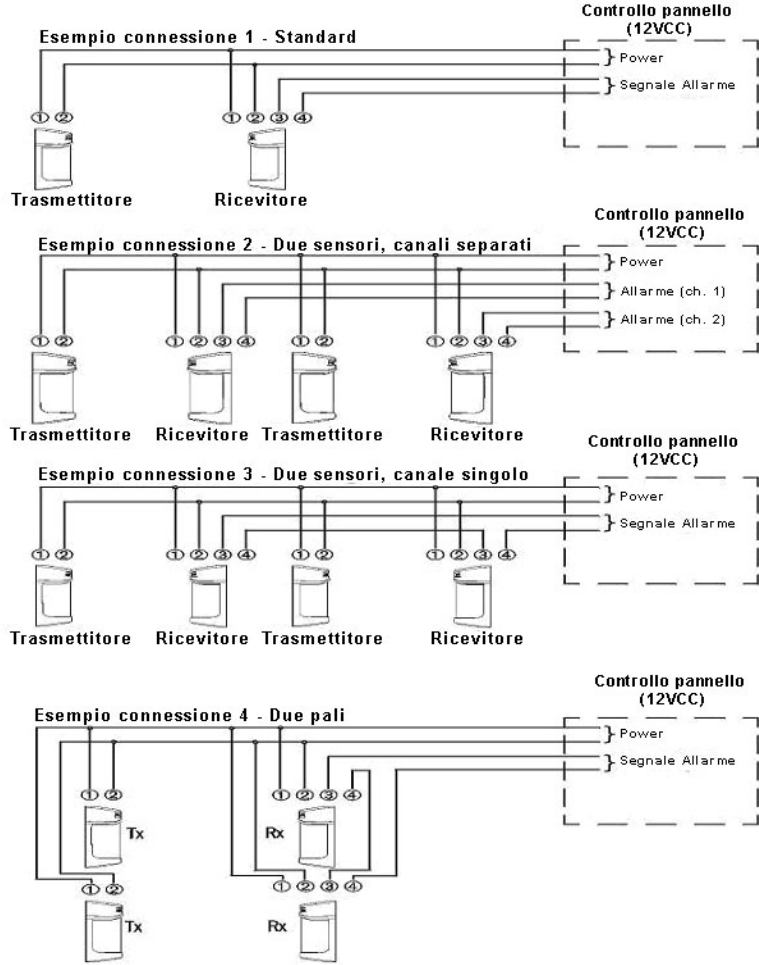 Controllo pannello
(12VCC)
Esempio connessione 1 - Standard
Power
Segnale Allarme
① ② ① ② ③ ④
Trasmettitore Ricevitore
Controllo pannello
(12VCC)
Esempio connessione 2 - Due sensori, canali separati
Power
Allarme (ch. 1)
Allarme (ch. 2)
① ② ① ② ③ ④ ① ② ① ② ③ ④
Trasmettitore Ricevitore Trasmettitore Ricevitore
Controllo pannello
(12VCC)
Esempio connessione 3 - Due sensori, canale singolo
Power
Segnale Allarme
① ② ① ② ③ ④ ① ② ① ② ③ ④
Trasmettitore Ricevitore Trasmettitore Ricevitore
Controllo pannello
(12VCC)
Esempio connessione 4 - Due pali
Power
Segnale Allarme
① ② ① ② ③ ④
Tx Rx
① ② ① ② ③ ④
Tx Rx